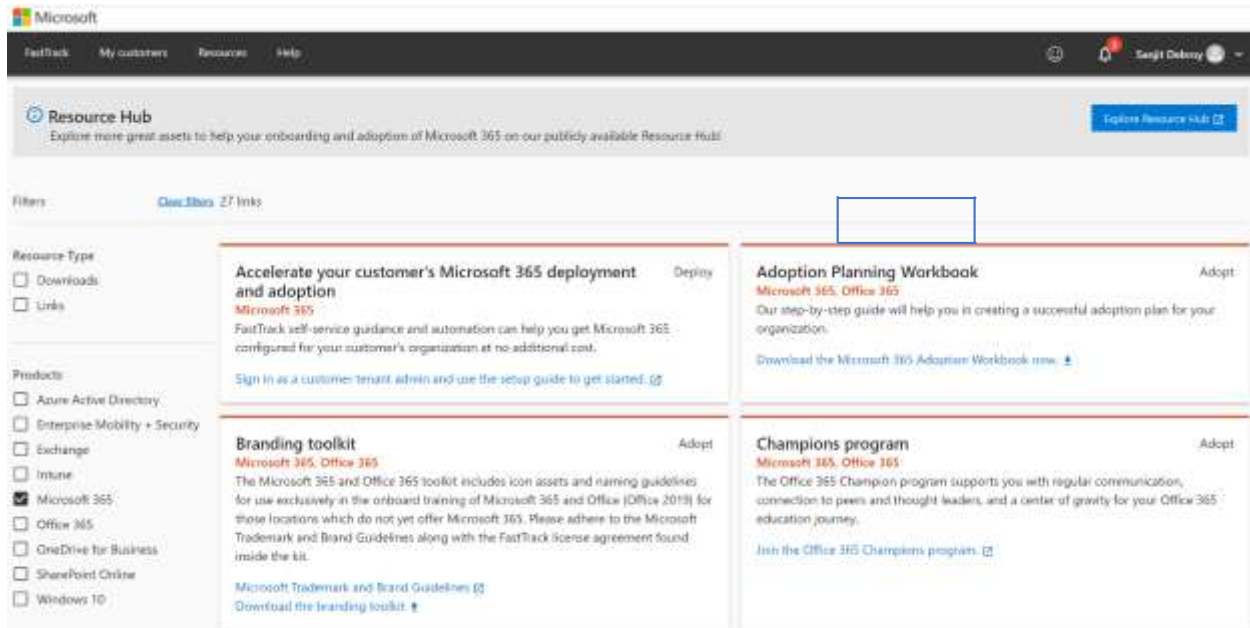 Microsoft
FastTrack My customers Resources Help
3 Sanjit Debroy
Resource Hub
Explore more great assets to help your onboarding and adoption of Microsoft 365 on our publicly available Resource Hub!
Explore Resource Hub
Filters Clear filters 27 links
Resource Type
Downloads
Links
Products
Azure Active Directory
Enterprise Mobility + Security
Exchange
Intune
Microsoft 365
Office 365
OneDrive for Business
SharePoint Online
Windows 10
Accelerate your customer's Microsoft 365 deployment Deploy
and adoption
Microsoft 365
FastTrack self-service guidance and automation can help you get Microsoft 365
configured for your customer's organization at no additional cost.
Sign in as a customer tenant admin and use the setup guide to get started.
Adoption Planning Workbook Adopt
Microsoft 365, Office 365
Our step-by-step guide will help you in creating a successful adoption plan for your
organization.
Download the Microsoft 365 Adoption Workbook now.
Branding toolkit Adopt
Microsoft 365, Office 365
The Microsoft 365 and Office 365 toolkit includes icon assets and naming guidelines
for use exclusively in the onboard training of Microsoft 365 and Office (Office 2019) for
those locations which do not yet offer Microsoft 365. Please adhere to the Microsoft
Trademark and Brand Guidelines along with the FastTrack license agreement found
inside the kit.
Microsoft Trademark and Brand Guidelines
Download the branding toolkit
Champions program Adopt
Microsoft 365, Office 365
The Office 365 Champion program supports you with regular communication,
connection to peers and thought leaders, and a center of gravity for your Office 365
education journey.
Join the Office 365 Champions program.